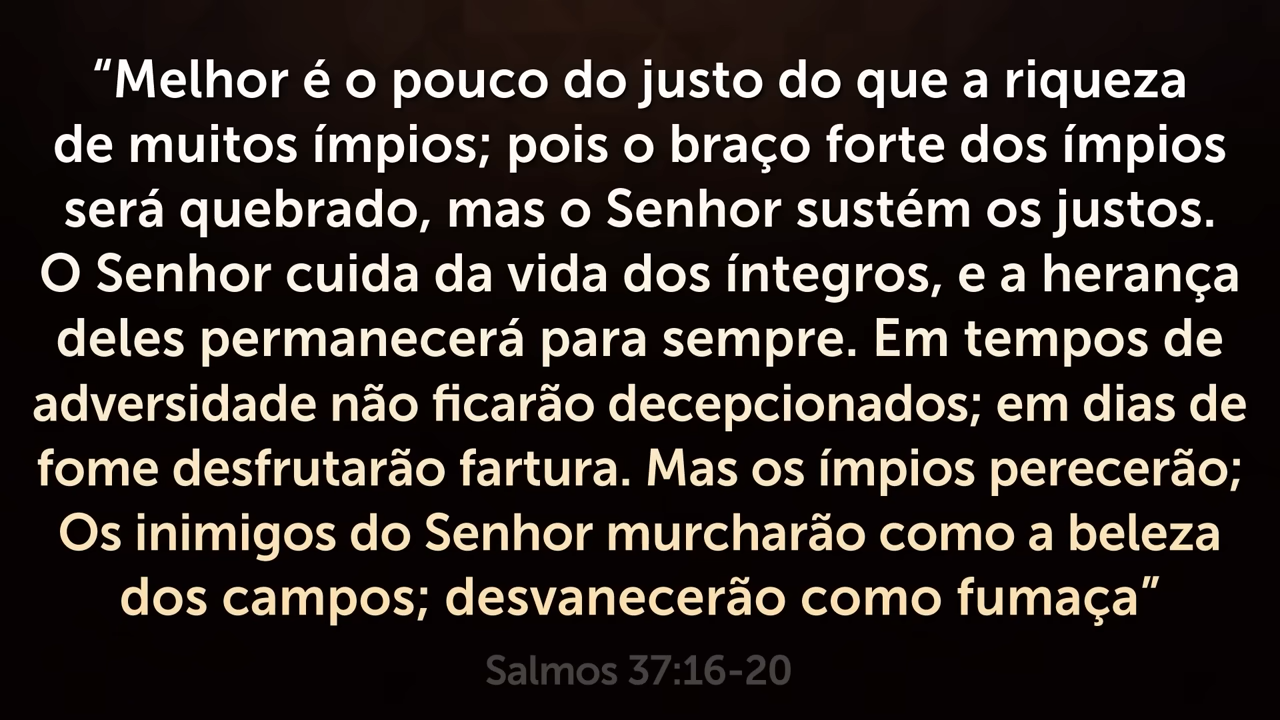 “Melhor é o pouco do justo do que a riqueza
de muitos ímpios; pois o braço forte dos ímpios
será quebrado, mas o Senhor sustém os justos.
O Senhor cuida da vida dos íntegros, e a herança
deles permanecerá para sempre. Em tempos de
adversidade não ficarão decepcionados; em dias de
fome desfrutarão fartura. Mas os ímpios perecerão;
Os inimigos do Senhor murcharão como a beleza
dos campos; desvanecerão como fumaça”
Salmos 37:16-20